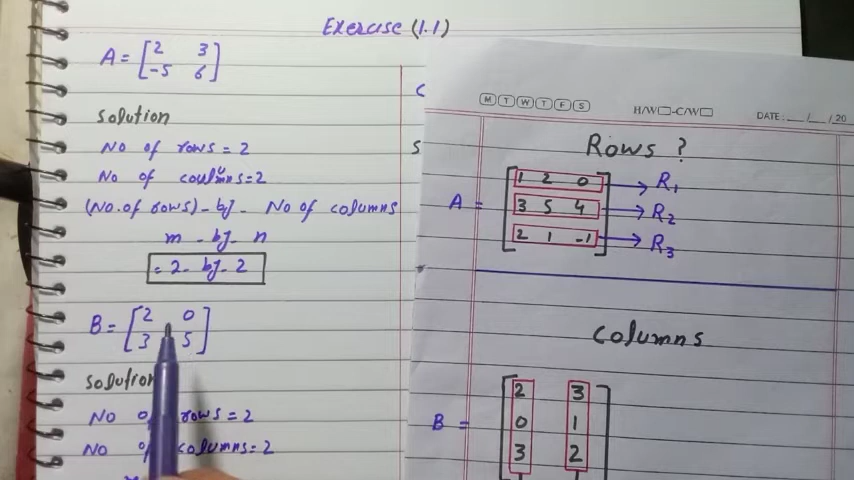 Exercise (1.1)
A = [2 3
-5 6]
Solution
No of rows = 2
No of coulmns = 2
(No. of rows) - by - No of columns
m - by - n
= 2 - by - 2
B = [2 0
3 5]
Solution
No of rows = 2
No of columns = 2
C
S
M T W T F S
H/W□-C/W□
DATE: __/__/20
Rows ?
A = [1 2 0] → R1
3 5 4 → R2
2 1 -1 → R3
Columns
B = [2 3
0 1
3 2]